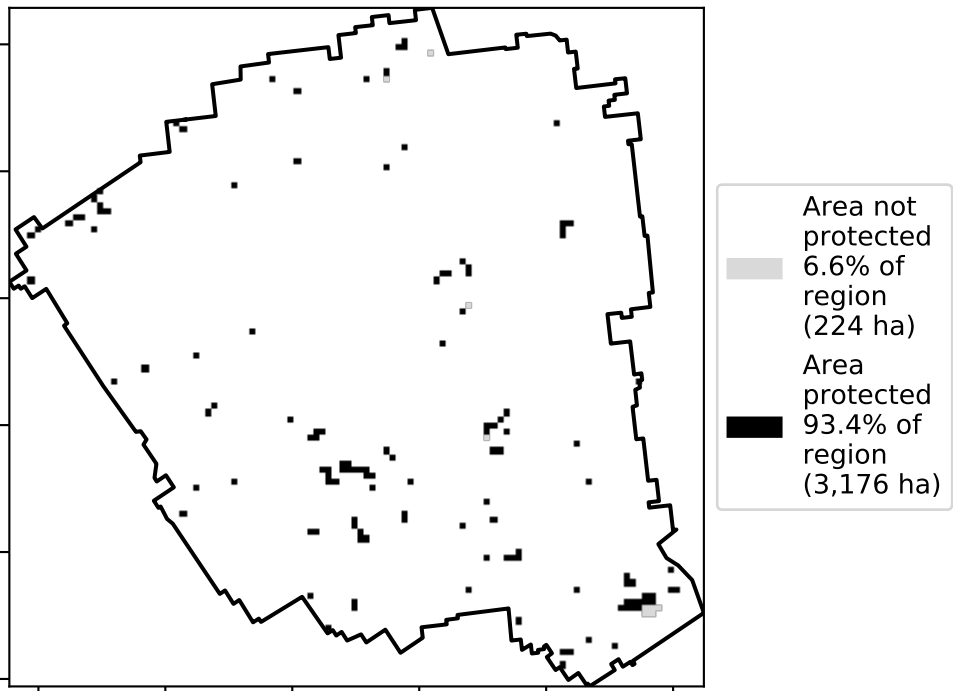 Area not
protected
6.6% of
region
(224 ha)
Area
protected
93.4% of
region
(3,176 ha)